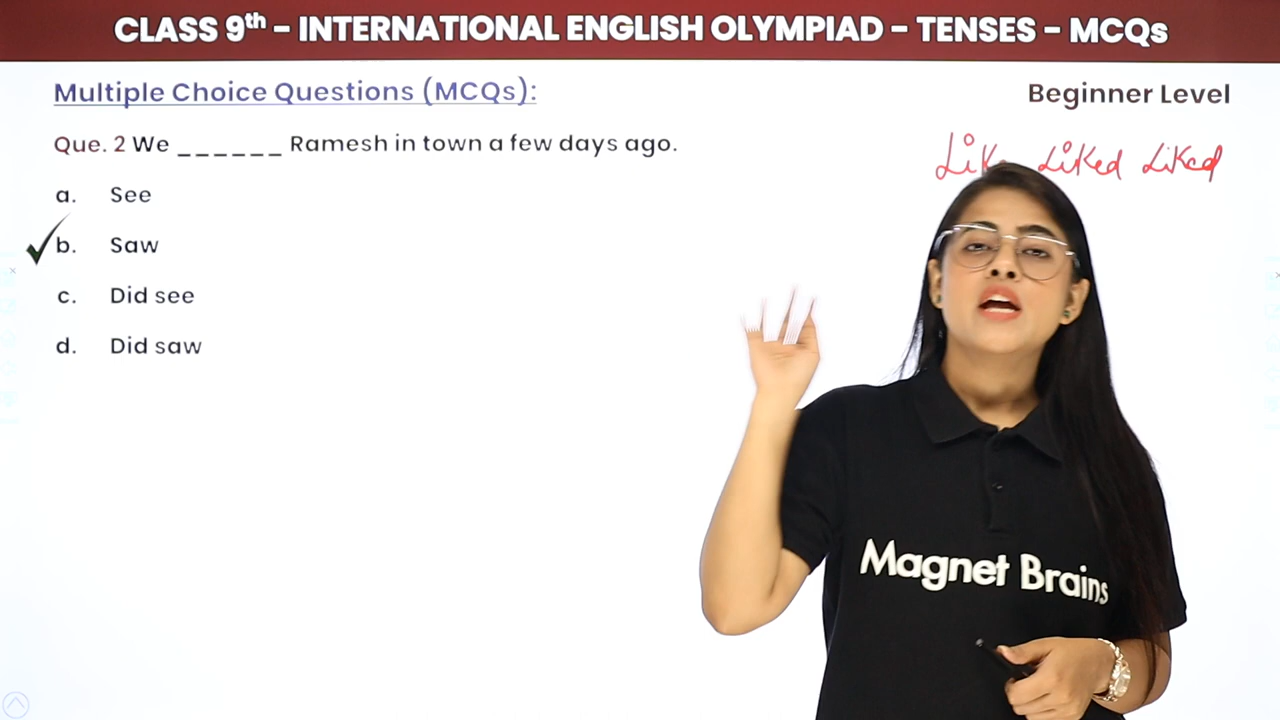 CLASS 9th – INTERNATIONAL ENGLISH OLYMPIAD – TENSES – MCQs
Multiple Choice Questions (MCQs):
Beginner Level
Que. 2 We ______ Ramesh in town a few days ago.
Liked Liked
a. See
b. Saw
c. Did see
d. Did saw
Magnet Brains